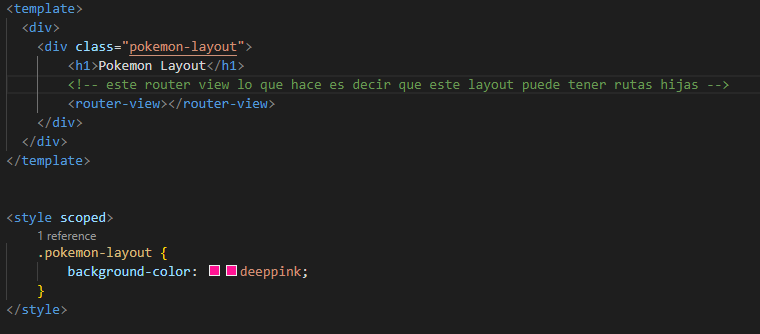 <template>
<div>
<div class="pokemon-layout">
<h1>Pokemon Layout</h1>
<!-- este router view lo que hace es decir que este layout puede tener rutas hijas -->
<router-view></router-view>
</div>
</div>
</template>
<style scoped>
1 reference
.pokemon-layout {
background-color: deeppink;
}
</style>